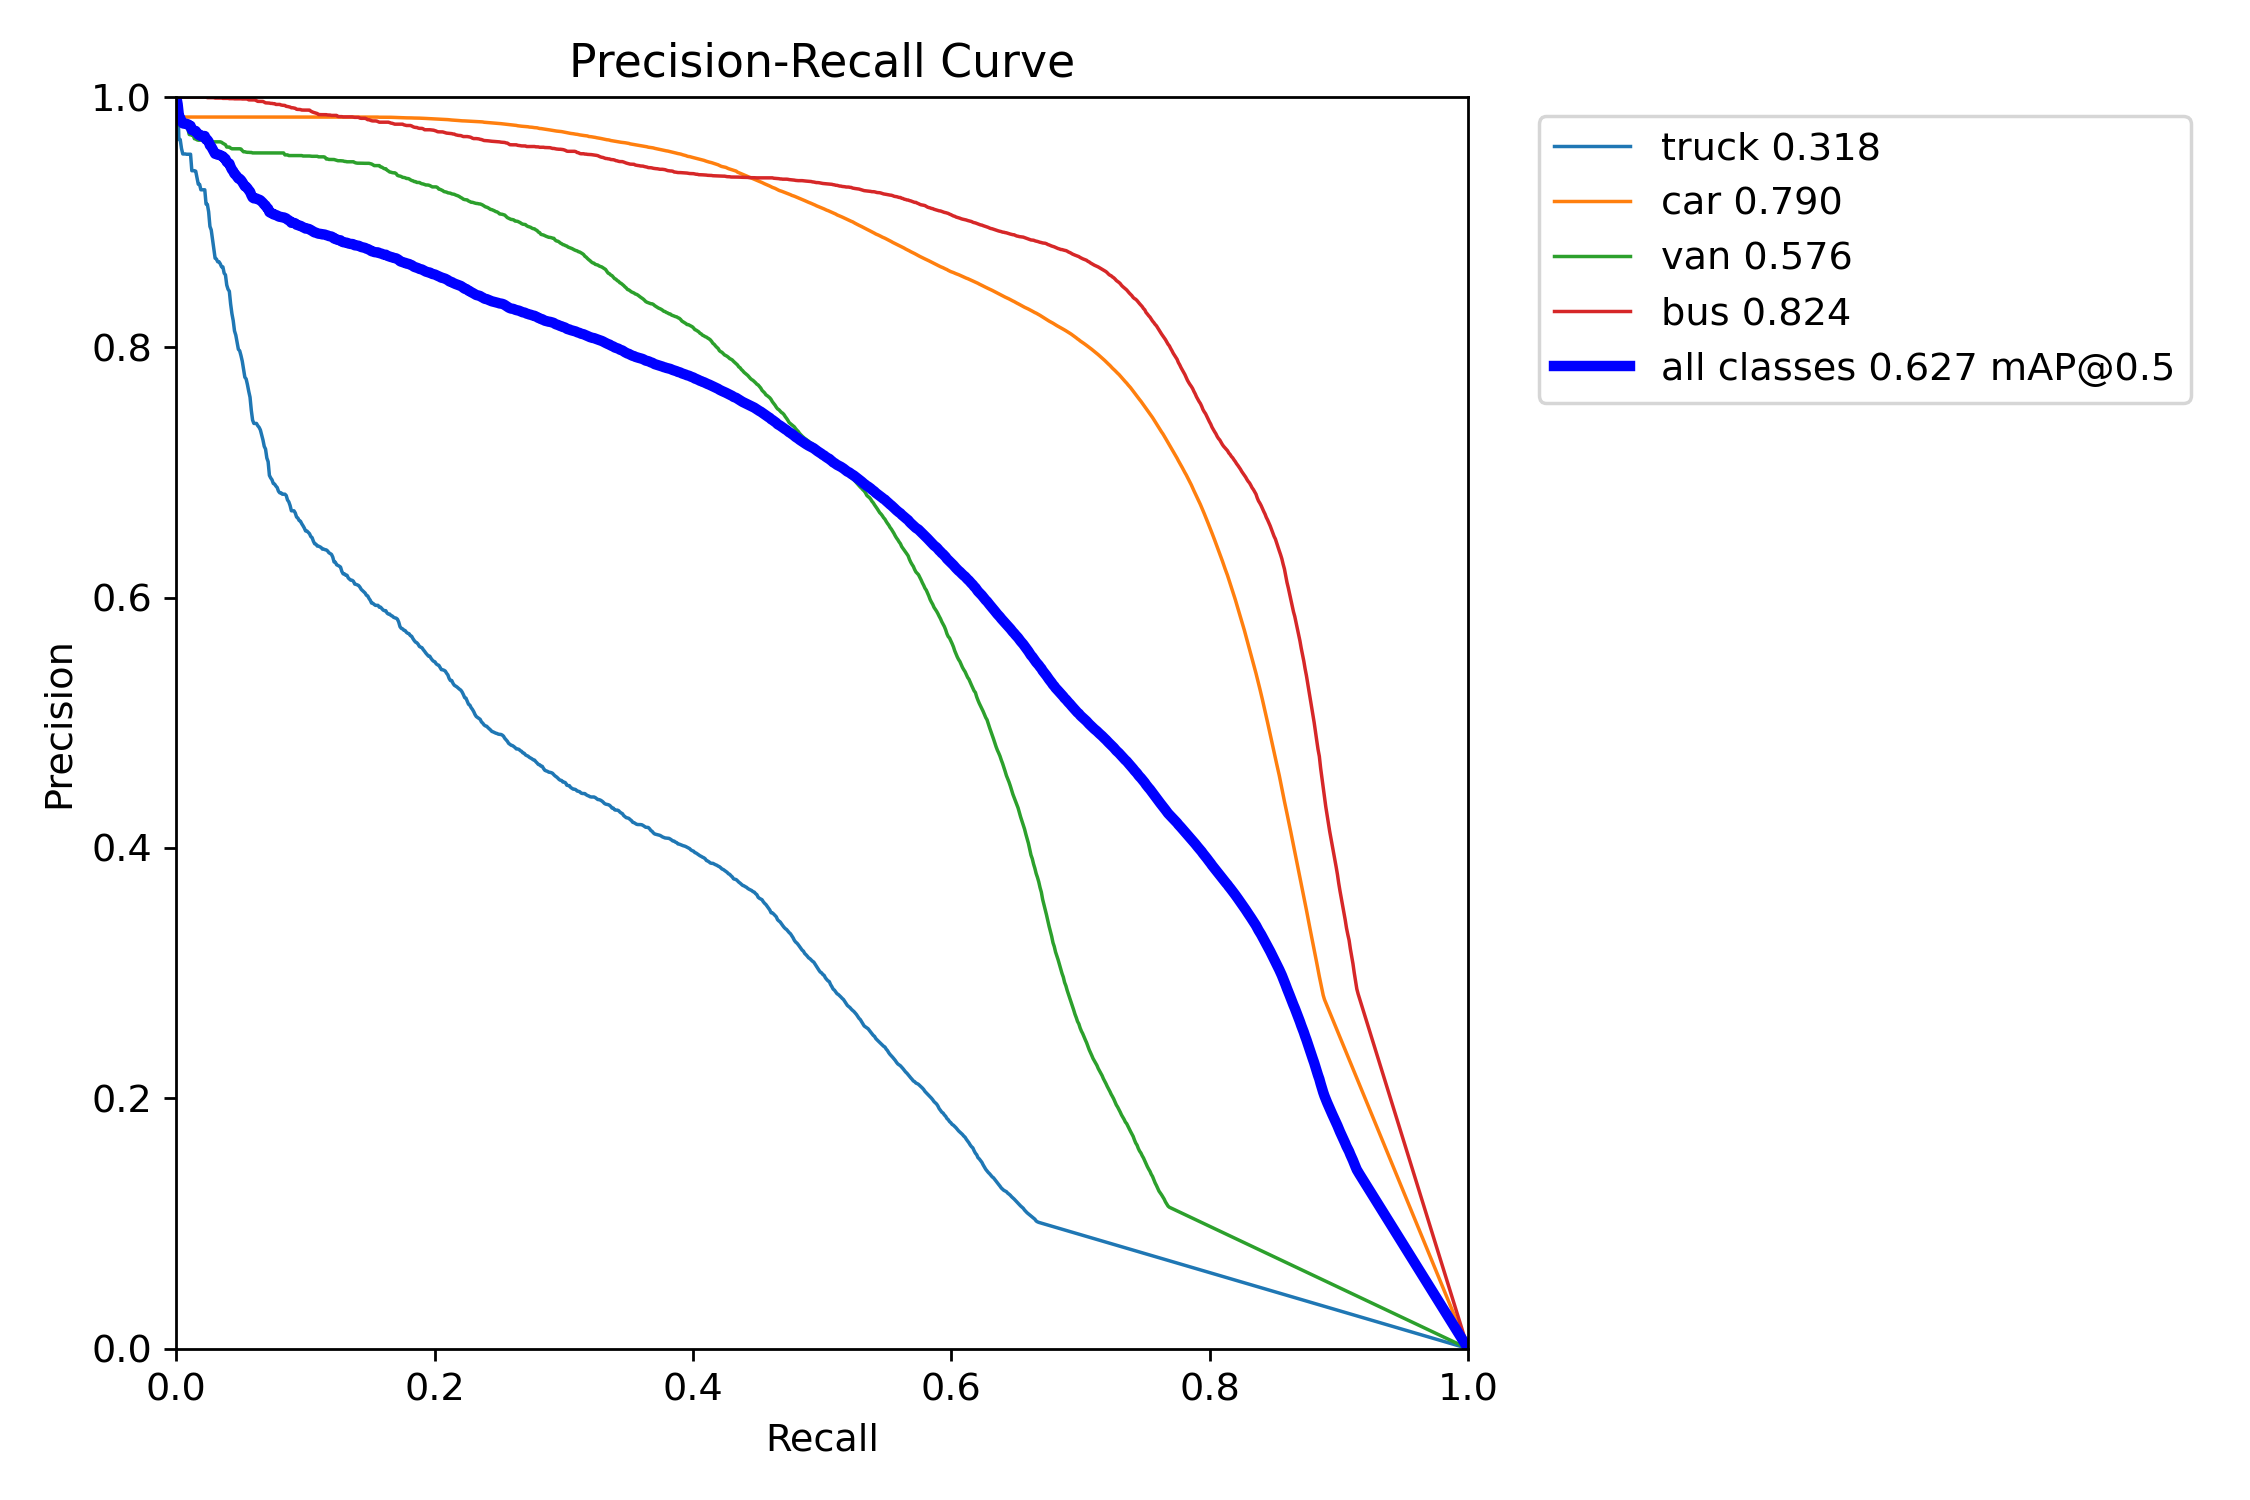 Precision-Recall Curve
1.0
0.8
0.6
0.4
0.2
0.0
Precision
0.0 0.2 0.4 0.6 0.8 1.0
Recall
truck 0.318
car 0.790
van 0.576
bus 0.824
all classes 0.627 mAP@0.5